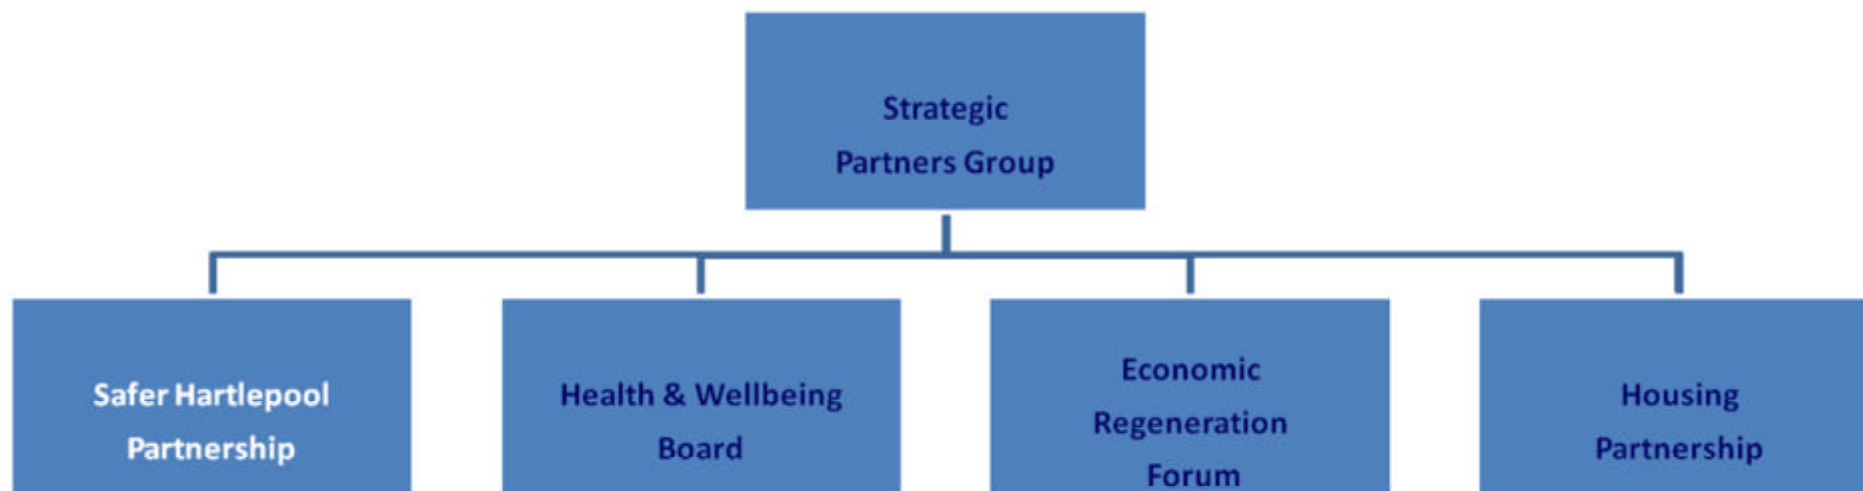 Strategic
Partners Group
Safer Hartlepool
Partnership
Health & Wellbeing
Board
Economic
Regeneration
Forum
Housing
Partnership